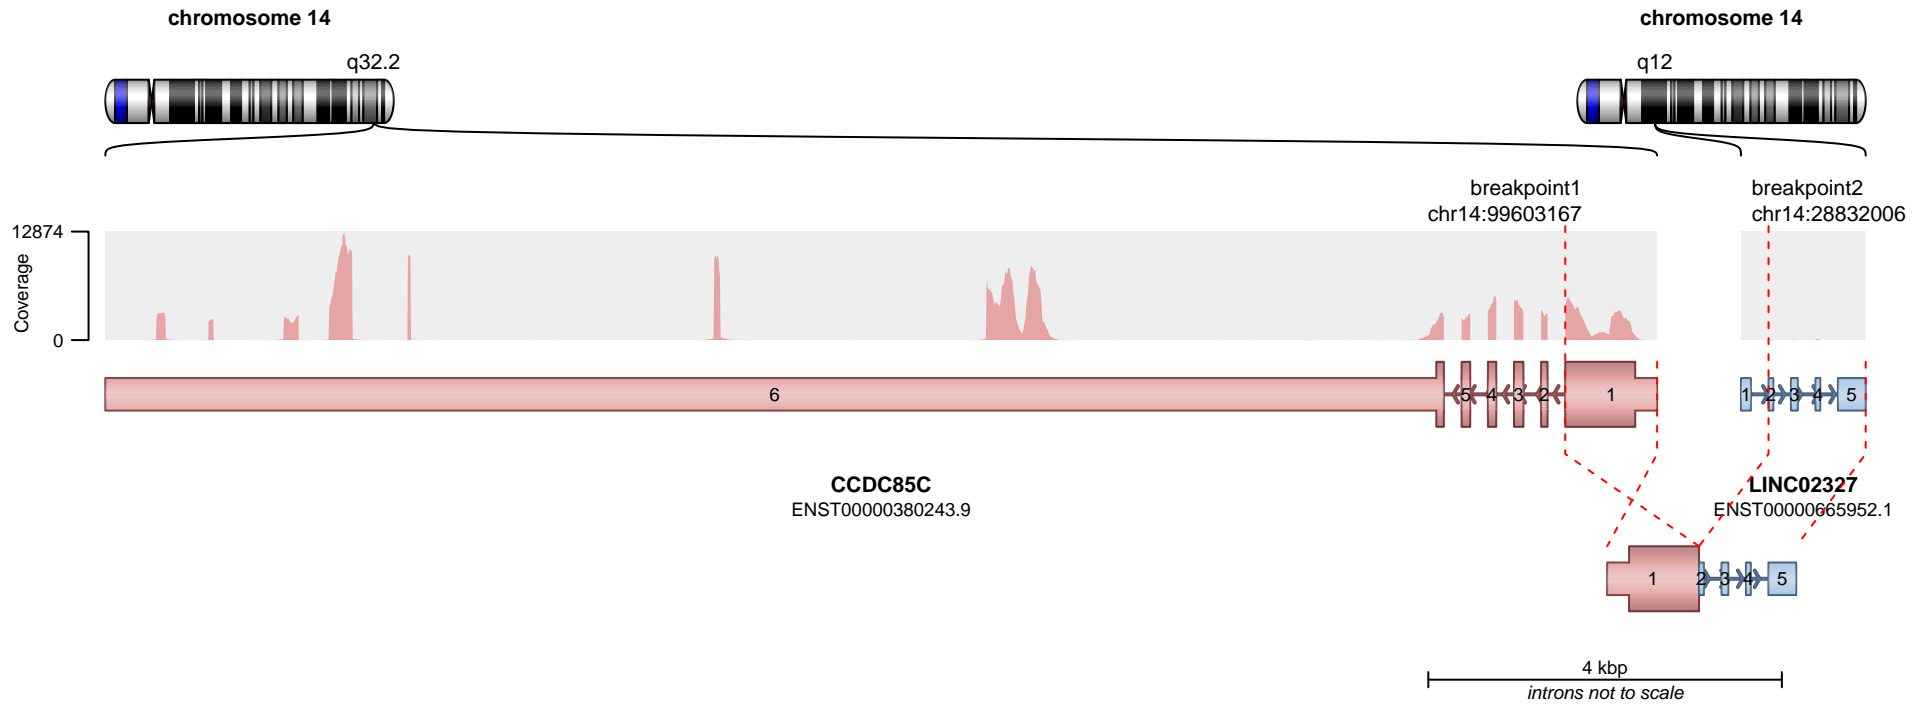 chromosome 14
chromosome 14
q32.2
q12
breakpoint1
chr14:99603167
breakpoint2
chr14:28832006
12874
Coverage
0
6
5
4
3
2
1
1
2
3
4
5
CCDC85C
ENST00000380243.9
LINC02327
ENST00000665952.1
1
2
3
4
5
4 kbp
introns not to scale